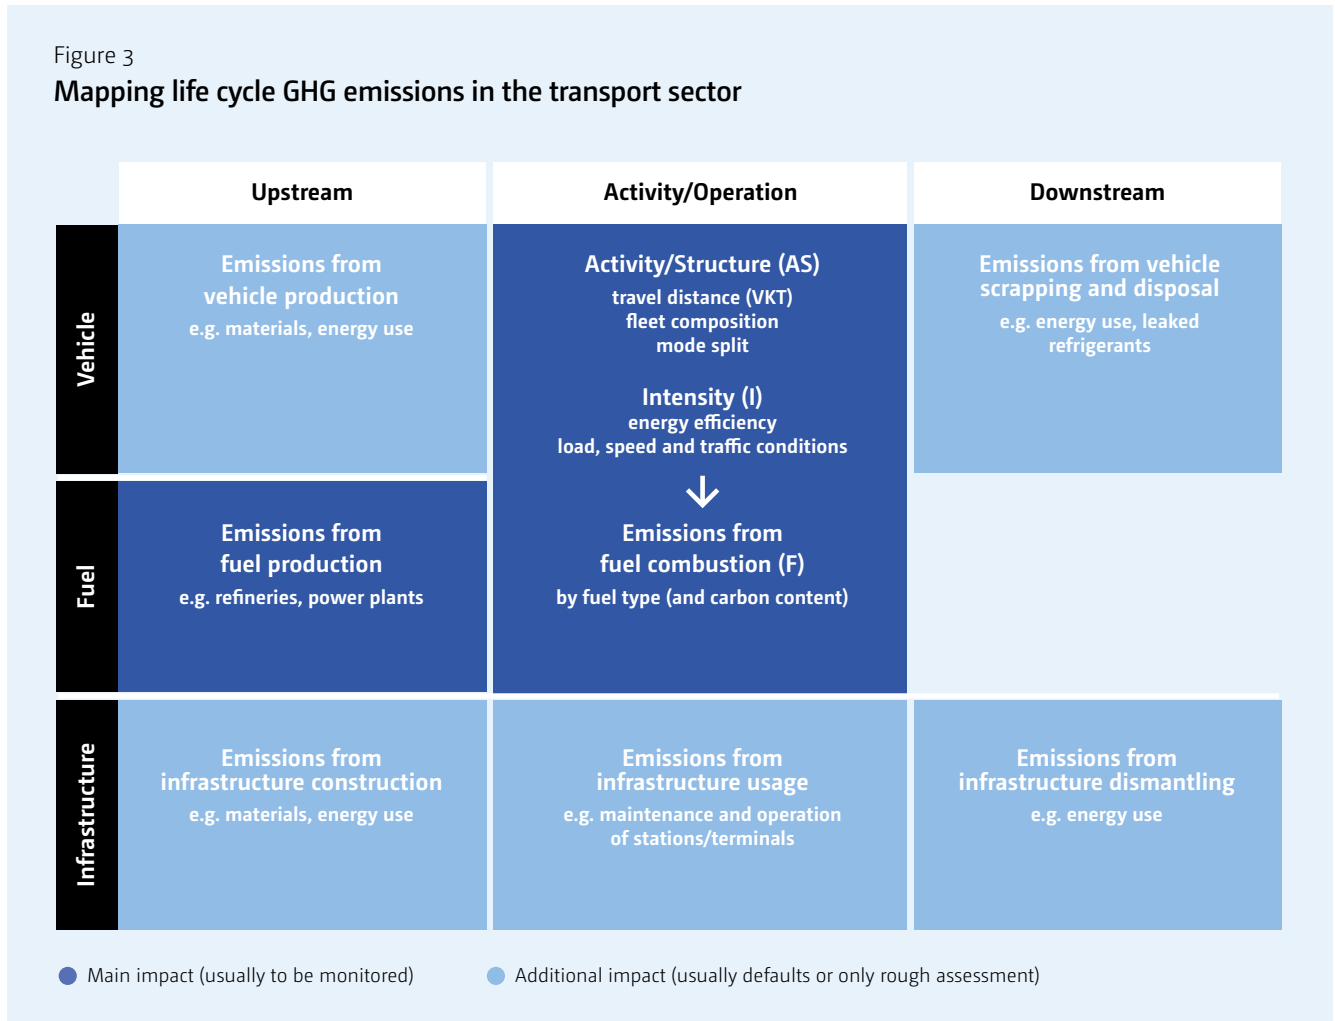 Figure 3
Mapping life cycle GHG emissions in the transport sector
Upstream
Activity/Operation
Downstream
Vehicle
Emissions from
vehicle production
e.g. materials, energy use
Activity/Structure (AS)
travel distance (VKT)
fleet composition
mode split
Intensity (I)
energy efficiency
load, speed and traffic conditions
Emissions from vehicle
scrapping and disposal
e.g. energy use, leaked
refrigerants
Fuel
Emissions from
fuel production
e.g. refineries, power plants
Emissions from
fuel combustion (F)
by fuel type (and carbon content)
Infrastructure
Emissions from
infrastructure construction
e.g. materials, energy use
Emissions from
infrastructure usage
e.g. maintenance and operation
of stations/terminals
Emissions from
infrastructure dismantling
e.g. energy use
Main impact (usually to be monitored)
Additional impact (usually defaults or only rough assessment)